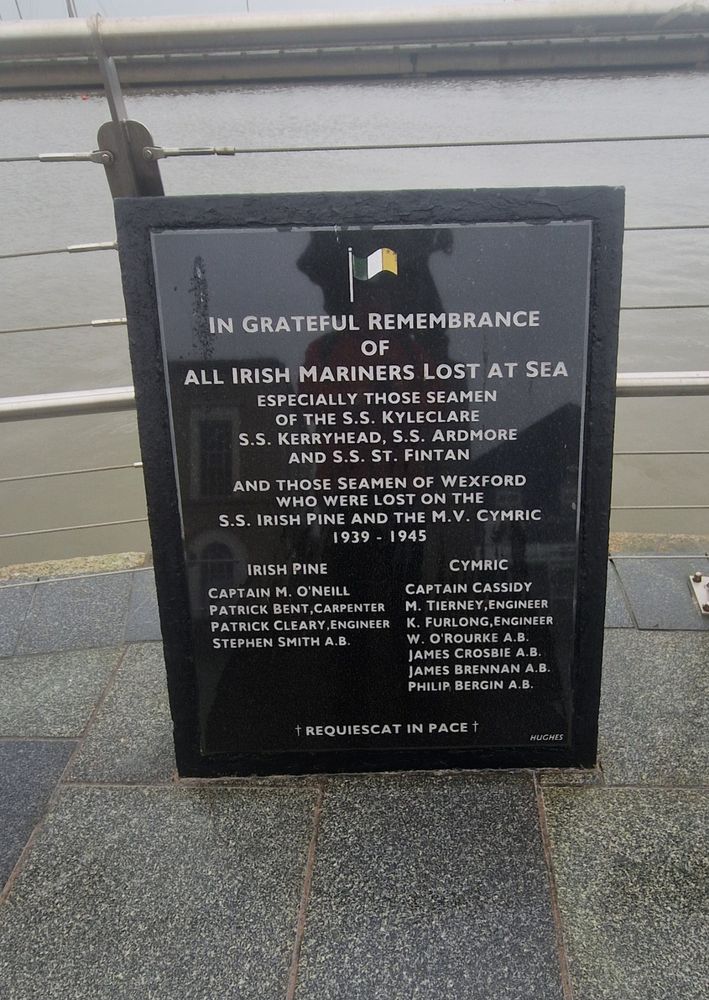 IN GRATEFUL REMEMBRANCE
OF
ALL IRISH MARINERS LOST AT SEA
ESPECIALLY THOSE SEAMEN
OF THE S.S. KYLECLARE
S.S. KERRYHEAD, S.S. ARDMORE
AND S.S. ST. FINTAN
AND THOSE SEAMEN OF WEXFORD
WHO WERE LOST ON THE
S.S. IRISH PINE AND THE M.V. CYMRIC
1939 - 1945
IRISH PINE
CAPTAIN M. O'NEILL
PATRICK BENT, CARPENTER
PATRICK CLEARY, ENGINEER
STEPHEN SMITH A.B.
CYMRIC
CAPTAIN CASSIDY
M. TIERNEY, ENGINEER
K. FURLONG, ENGINEER
W. O'ROURKE A.B.
JAMES CROSBIE A.B.
JAMES BRENNAN A.B.
PHILIP BERGIN A.B.
† REQUIESCAT IN PACE †
HUGHES